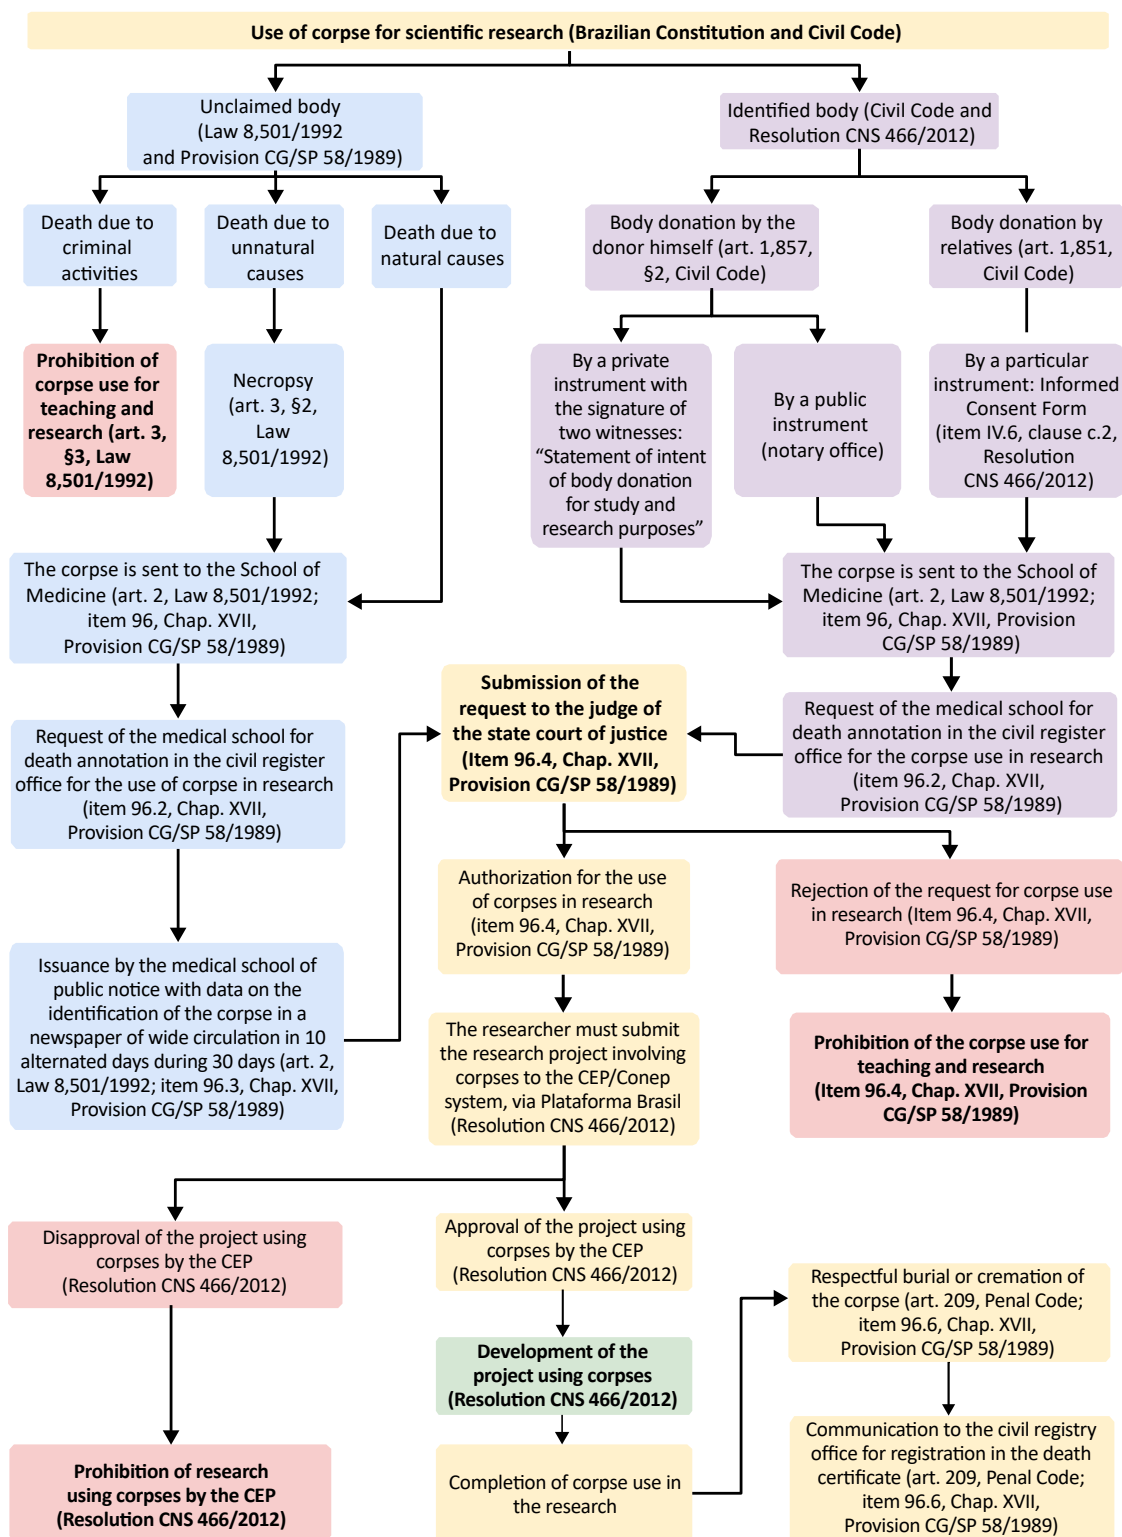 Use of corpse for scientific research (Brazilian Constitution and Civil Code)
Unclaimed body
(Law 8,501/1992
and Provision CG/SP 58/1989)
Identified body (Civil Code and
Resolution CNS 466/2012)
Death due to
criminal
activities
Death due to
unnatural
causes
Death due to
natural causes
Body donation by the
donor himself (art. 1,857,
§2, Civil Code)
Body donation by
relatives (art. 1,851,
Civil Code)
Prohibition of
corpse use for
teaching and
research (art. 3,
§3, Law
8,501/1992)
Necropsy
(art. 3, §2,
Law
8,501/1992)
By a private
instrument with
the signature of
two witnesses:
“Statement of intent
of body donation
for study and
research purposes”
By a public
instrument
(notary office)
By a particular
instrument: Informed
Consent Form
(item IV.6, clause c.2,
Resolution
CNS 466/2012)
The corpse is sent to the School of
Medicine (art. 2, Law 8,501/1992;
item 96, Chap. XVII,
Provision CG/SP 58/1989)
The corpse is sent to the School of
Medicine (art. 2, Law 8,501/1992;
item 96, Chap. XVII, Provision
CG/SP 58/1989)
Submission of the
request to the judge of
the state court of justice
(Item 96.4, Chap. XVII,
Provision CG/SP 58/1989)
Request of the medical school for
death annotation in the civil register
office for the use of corpse in research
(item 96.2, Chap. XVII,
Provision CG/SP 58/1989)
Request of the medical school for
death annotation in the civil register
office for the corpse use in research
(item 96.2, Chap. XVII,
Provision CG/SP 58/1989)
Authorization for the use
of corpses in research
(item 96.4, Chap. XVII,
Provision CG/SP 58/1989)
Rejection of the request for corpse use
in research (Item 96.4, Chap. XVII,
Provision CG/SP 58/1989)
Issuance by the medical school of
public notice with data on the
identification of the corpse in a
newspaper of wide circulation in 10
alternated days during 30 days (art. 2,
Law 8,501/1992; item 96.3, Chap. XVII,
Provision CG/SP 58/1989)
The researcher must submit
the research project involving
corpses to the CEP/Conep
system, via Plataforma Brasil
(Resolution CNS 466/2012)
Prohibition of the corpse use for
teaching and research
(Item 96.4, Chap. XVII, Provision
CG/SP 58/1989)
Disapproval of the project using
corpses by the CEP
(Resolution CNS 466/2012)
Approval of the project using
corpses by the CEP
(Resolution CNS 466/2012)
Respectful burial or cremation of
the corpse (art. 209, Penal Code;
item 96.6, Chap. XVII,
Provision CG/SP 58/1989)
Development of the
project using corpses
(Resolution CNS 466/2012)
Prohibition of research
using corpses by the CEP
(Resolution CNS 466/2012)
Completion of corpse use in
the research
Communication to the civil registry
office for registration in the death
certificate (art. 209, Penal Code;
item 96.6, Chap. XVII,
Provision CG/SP 58/1989)